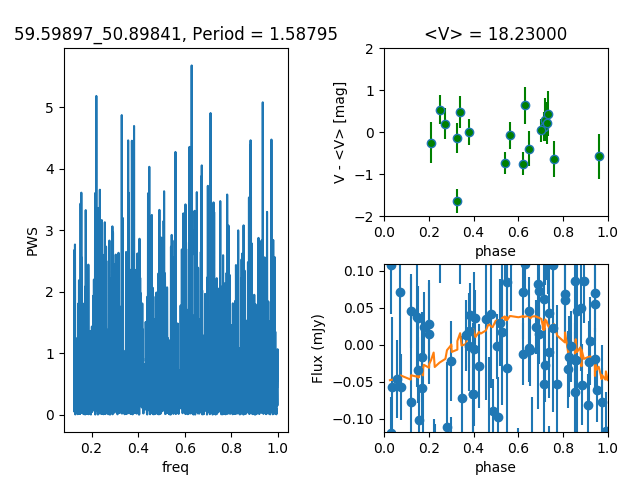 59.59897_50.89841, Period = 1.58795
PWS
5
4
3
2
1
0
0.2 0.4 0.6 0.8 1.0
freq
<V> = 18.23000
V - <V> [mag]
2
1
0
−1
−2
0.0 0.2 0.4 0.6 0.8 1.0
phase
Flux (mJy)
0.10
0.05
0.00
−0.05
−0.10
0.0 0.2 0.4 0.6 0.8 1.0
phase